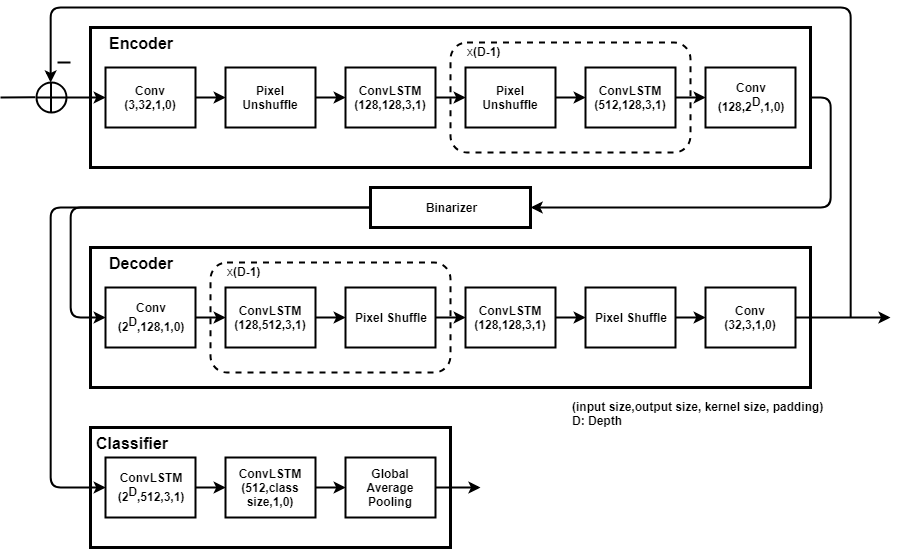 Encoder
Conv
(3,32,1,0)
Pixel
Unshuffle
ConvLSTM
(128,128,3,1)
x(D-1)
Pixel
Unshuffle
ConvLSTM
(512,128,3,1)
Conv
(128,2^D,1,0)
Binarizer
Decoder
Conv
(2^D,128,1,0)
x(D-1)
ConvLSTM
(128,512,3,1)
Pixel Shuffle
ConvLSTM
(128,128,3,1)
Pixel Shuffle
Conv
(32,3,1,0)
(input size,output size, kernel size, padding)
D: Depth
Classifier
ConvLSTM
(2^D,512,3,1)
ConvLSTM
(512,class
size,1,0)
Global
Average
Pooling